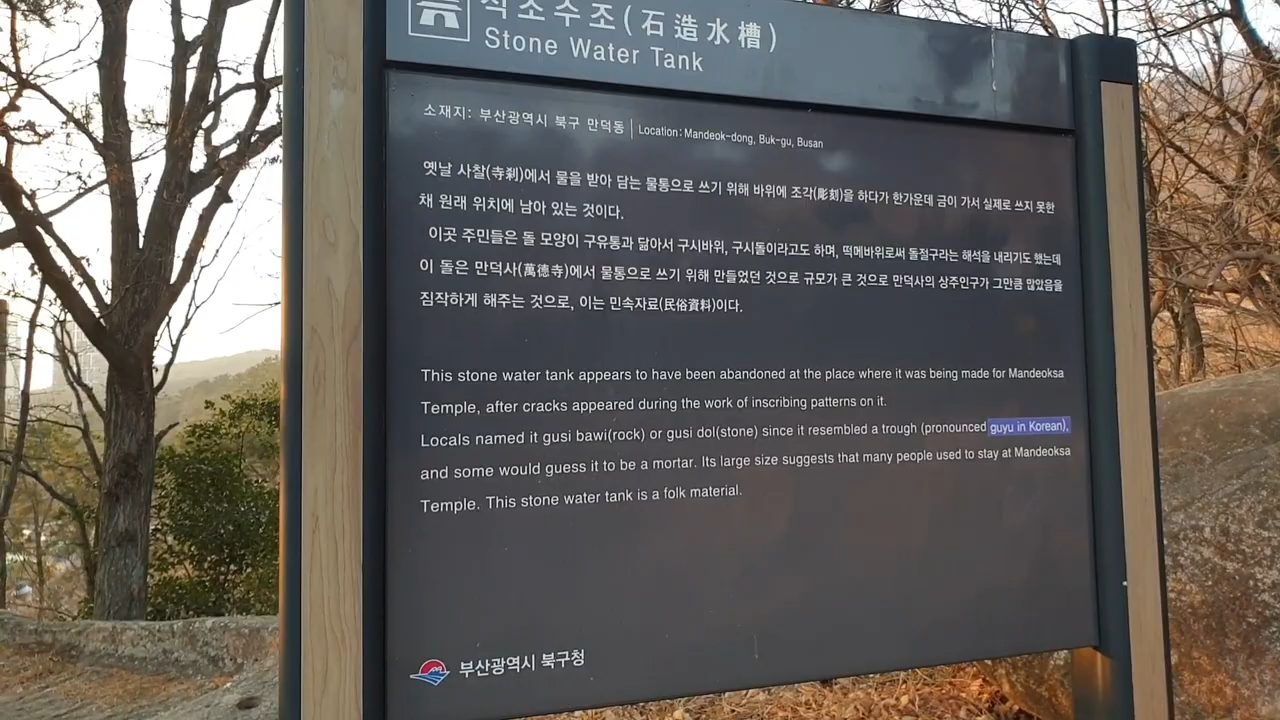 석조수조(石造水槽)
Stone Water Tank
소재지: 부산광역시 북구 만덕동 | Location: Mandeok-dong, Buk-gu, Busan
옛날 사찰(寺刹)에서 물을 받아 담는 물통으로 쓰기 위해 바위에 조각(彫刻)을 하다가 한가운데 금이 가서 실제로 쓰지 못한
채 원래 위치에 남아 있는 것이다.
이곳 주민들은 돌 모양이 구유통과 닮아서 구시바위, 구시돌이라고도 하며, 떡메바위로써 돌절구라는 해석을 내리기도 했는데
이 돌은 만덕사(萬德寺)에서 물통으로 쓰기 위해 만들었던 것으로 규모가 큰 것으로 만덕사의 상주인구가 그만큼 많았음을
짐작하게 해주는 것으로, 이는 민속자료(民俗資料)이다.
This stone water tank appears to have been abandoned at the place where it was being made for Mandeoksa
Temple, after cracks appeared during the work of inscribing patterns on it.
Locals named it gusi bawi(rock) or gusi dol(stone) since it resembled a trough (pronounced guyu in Korean),
and some would guess it to be a mortar. Its large size suggests that many people used to stay at Mandeoksa
Temple. This stone water tank is a folk material.
부산광역시 북구청